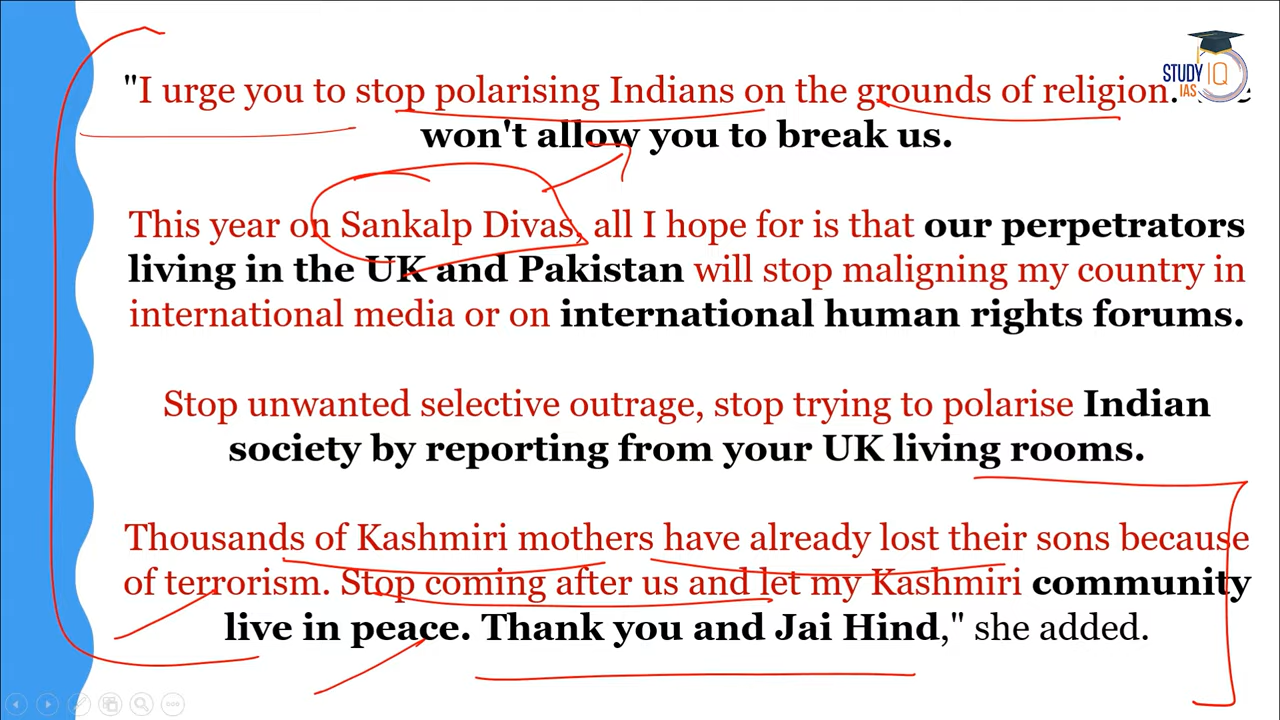 "I urge you to stop polarising Indians on the grounds of religion.
won't allow you to break us.
This year on Sankalp Divas, all I hope for is that our perpetrators
living in the UK and Pakistan will stop maligning my country in
international media or on international human rights forums.
Stop unwanted selective outrage, stop trying to polarise Indian
society by reporting from your UK living rooms.
Thousands of Kashmiri mothers have already lost their sons because
of terrorism. Stop coming after us and let my Kashmiri community
live in peace. Thank you and Jai Hind," she added.
STUDY IQ
IAS